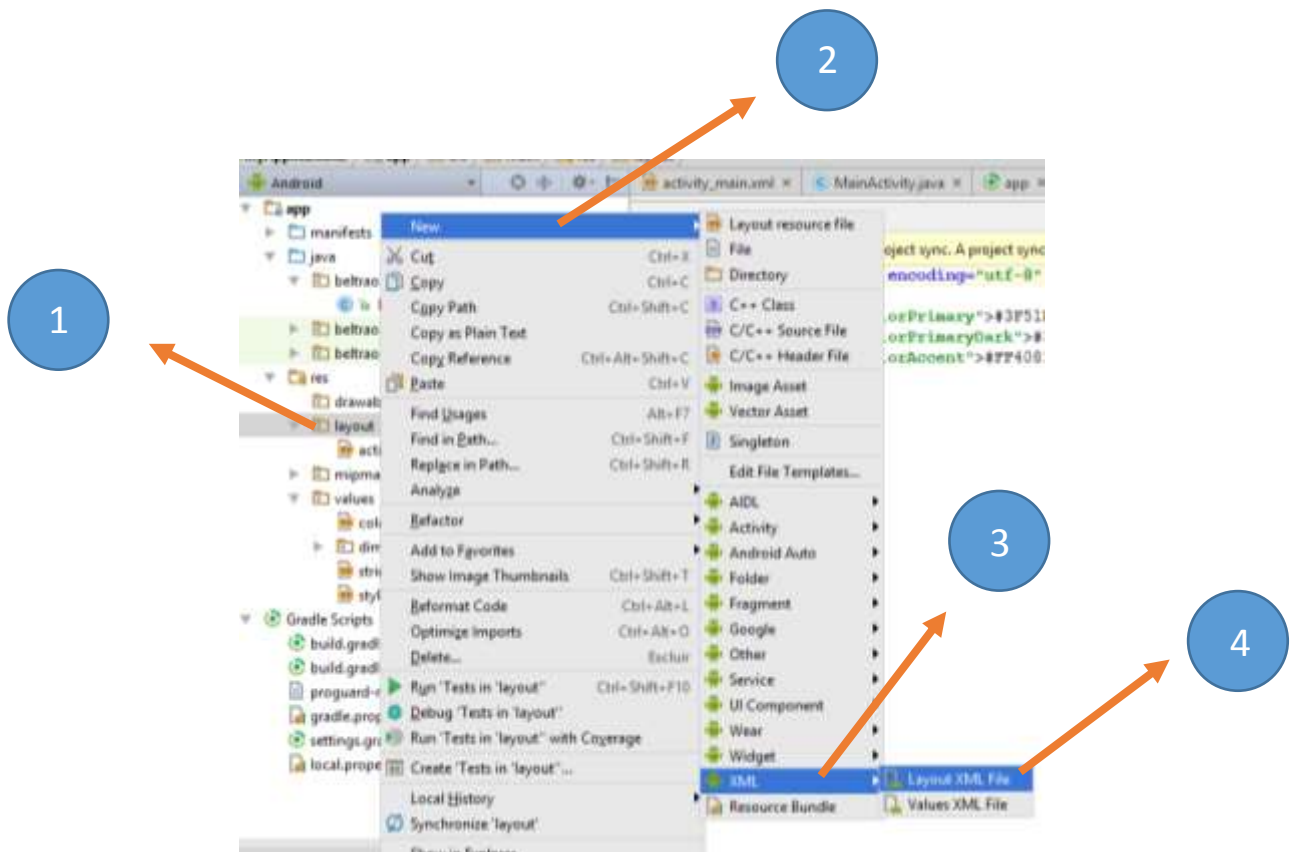 2
Android
activity_main.xml
MainActivity.java
app
app
manifests
java
beltrao
beltrao
beltrao
res
drawab
layout
acti
mipma
values
col
dim
stri
styl
Gradle Scripts
build.gradl
build.gradl
proguard-
gradle.prop
settings.gra
local.prope
1
New
Cut Ctrl+X
Copy Ctrl+C
Copy Path Ctrl+Shift+C
Copy as Plain Text
Copy Reference Ctrl+Alt+Shift+C
Paste Ctrl+V
Find Usages Alt+F7
Find in Path... Ctrl+Shift+F
Replace in Path... Ctrl+Shift+R
Analyze
Refactor
Add to Favorites
Show Image Thumbnails Ctrl+Shift+T
Reformat Code Ctrl+Alt+L
Optimize Imports Ctrl+Alt+O
Delete... Excluir
Run 'Tests in 'layout'' Ctrl+Shift+F10
Debug 'Tests in 'layout''
Run 'Tests in 'layout'' with Coverage
Create 'Tests in 'layout''...
Local History
Synchronize 'layout'
Layout resource file
File
Directory
C++ Class
C/C++ Source File
C/C++ Header File
Image Asset
Vector Asset
Singleton
Edit File Templates...
AIDL
Activity
Android Auto
Folder
Fragment
Google
Other
Service
UI Component
Wear
Widget
XML
Resource Bundle
oject sync. A project sync
encoding="utf-8"
orPrimary">#3F51
orPrimaryDark">#
orAccent">#FF408
3
4
Layout XML File
Values XML File